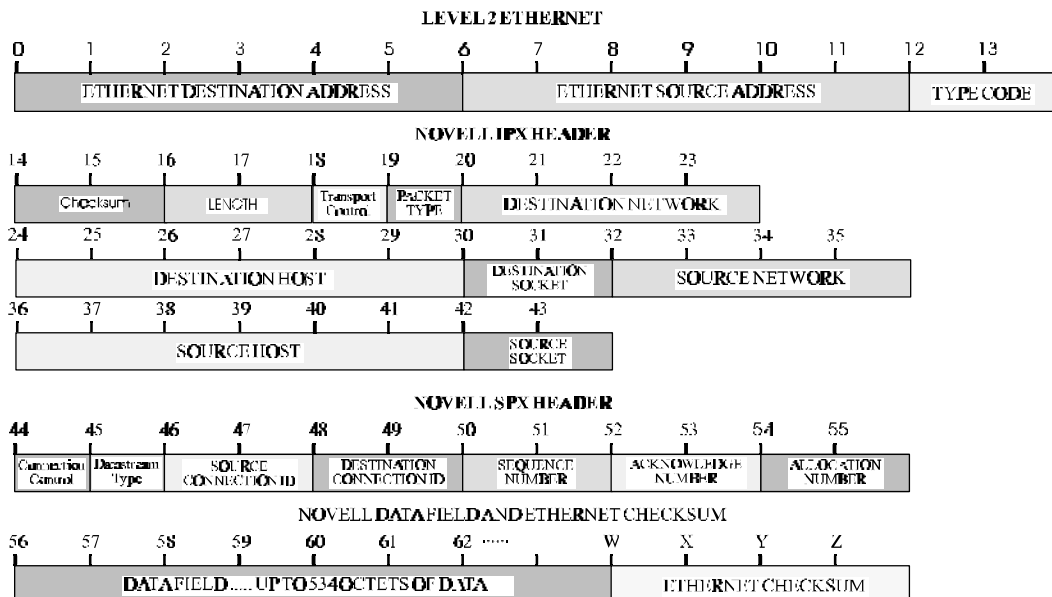 LEVEL 2 ETHERNET
0 1 2 3 4 5 6 7 8 9 10 11 12 13
ETHERNET DESTINATION ADDRESS ETHERNET SOURCE ADDRESS TYPE CODE
NOVELL IPX HEADER
14 15 16 17 18 19 20 21 22 23
Checksum LENGTH Transport Control PACKET TYPE DESTINATION NETWORK
24 25 26 27 28 29 30 31 32 33 34 35
DESTINATION HOST DESTINATION SOCKET SOURCE NETWORK
36 37 38 39 40 41 42 43
SOURCE HOST SOURCE SOCKET
NOVELL SPX HEADER
44 45 46 47 48 49 50 51 52 53 54 55
Connection Control Datastream Type SOURCE CONNECTION ID DESTINATION CONNECTION ID SEQUENCE NUMBER ACKNOWLEDGE NUMBER ALLOCATION NUMBER
NOVELL DATA FIELD AND ETHERNET CHECKSUM
56 57 58 59 60 61 62 ...... W X Y Z
DATA FIELD ..... UP TO 534 OCTETS OF DATA ETHERNET CHECKSUM